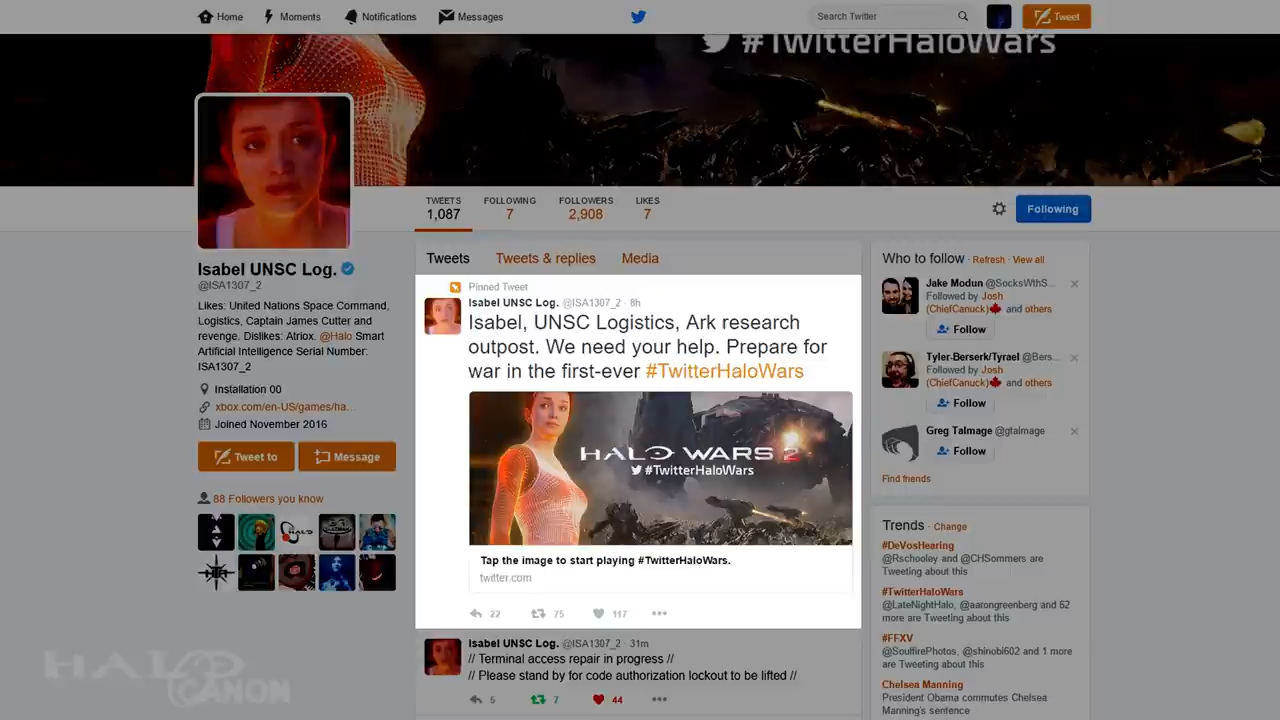 Home
Moments
Notifications
Messages
Search Twitter
Tweet
#TwitterHaloWars
TWEETS
1,087
FOLLOWING
7
FOLLOWERS
2,908
LIKES
7
Following
Isabel UNSC Log.
@ISA1307_2
Likes: United Nations Space Command,
Logistics, Captain James Cutter and
revenge. Dislikes: Atriox. @Halo Smart
Artificial Intelligence Serial Number:
ISA1307_2
Installation 00
xbox.com/en-US/games/ha...
Joined November 2016
Tweet to
Message
88 Followers you know
Tweets
Tweets & replies
Media
Pinned Tweet
Isabel UNSC Log. @ISA1307_2 · 8h
Isabel, UNSC Logistics, Ark research
outpost. We need your help. Prepare for
war in the first-ever #TwitterHaloWars
HALO WARS 2
#TwitterHaloWars
Tap the image to start playing #TwitterHaloWars.
twitter.com
22
75
117
Isabel UNSC Log. @ISA1307_2 · 31m
// Terminal access repair in progress //
// Please stand by for code authorization lockout to be lifted //
5
7
44
Who to follow · Refresh · View all
Jake Modun @SocksWthS...
Followed by Josh
(ChiefCanuck) and others
Follow
Tyler-Berserk/Tyrael @Bers...
Followed by Josh
(ChiefCanuck) and others
Follow
Greg Talmage @gtalmage
Follow
Find friends
Trends · Change
#DeVosHearing
@Rschooley and @CHSommers are
Tweeting about this
#TwitterHaloWars
@LateNightHalo, @aarongreenberg and 62
more are Tweeting about this
#FFXV
@SoulfirePhotos, @shinobi602 and 1 more
are Tweeting about this
Chelsea Manning
President Obama commutes Chelsea
Manning's sentence
HALO
CANON